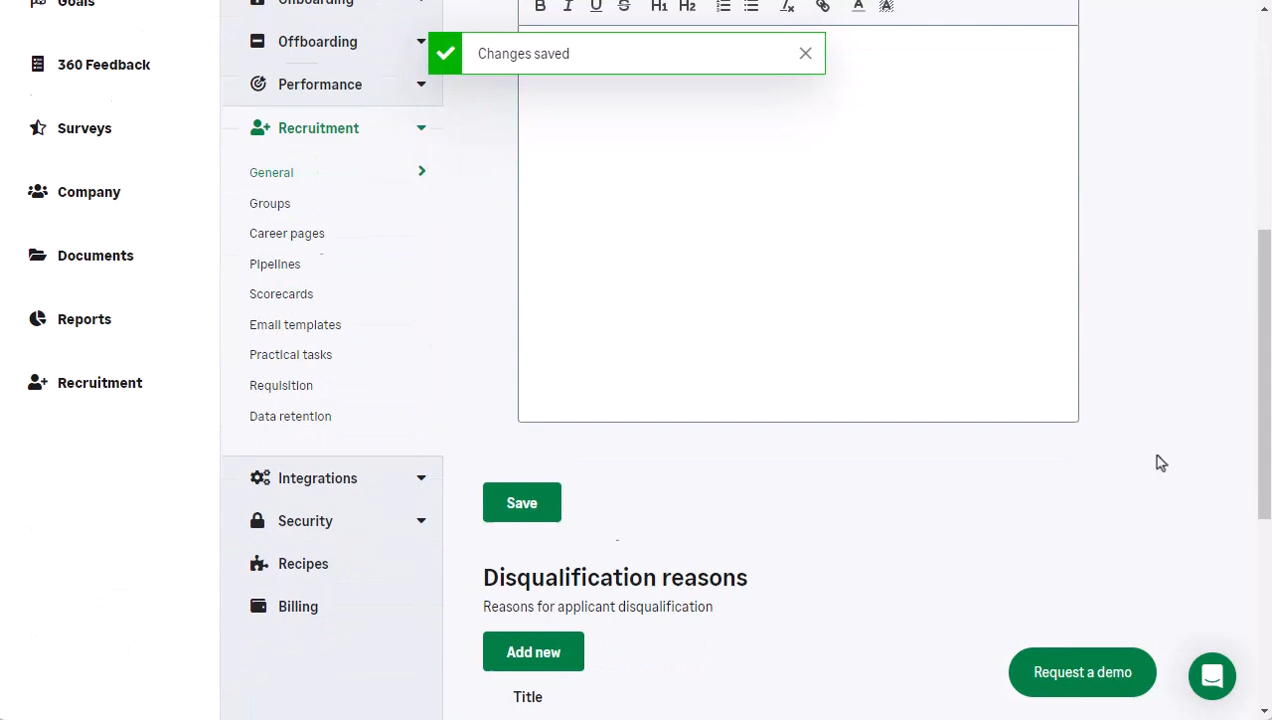 Goals
360 Feedback
Surveys
Company
Documents
Reports
Recruitment
Onboarding
Offboarding
Performance
Recruitment
General
Groups
Career pages
Pipelines
Scorecards
Email templates
Practical tasks
Requisition
Data retention
Integrations
Security
Recipes
Billing
B I U S H1 H2
Changes saved
Save
Disqualification reasons
Reasons for applicant disqualification
Add new
Title
Request a demo